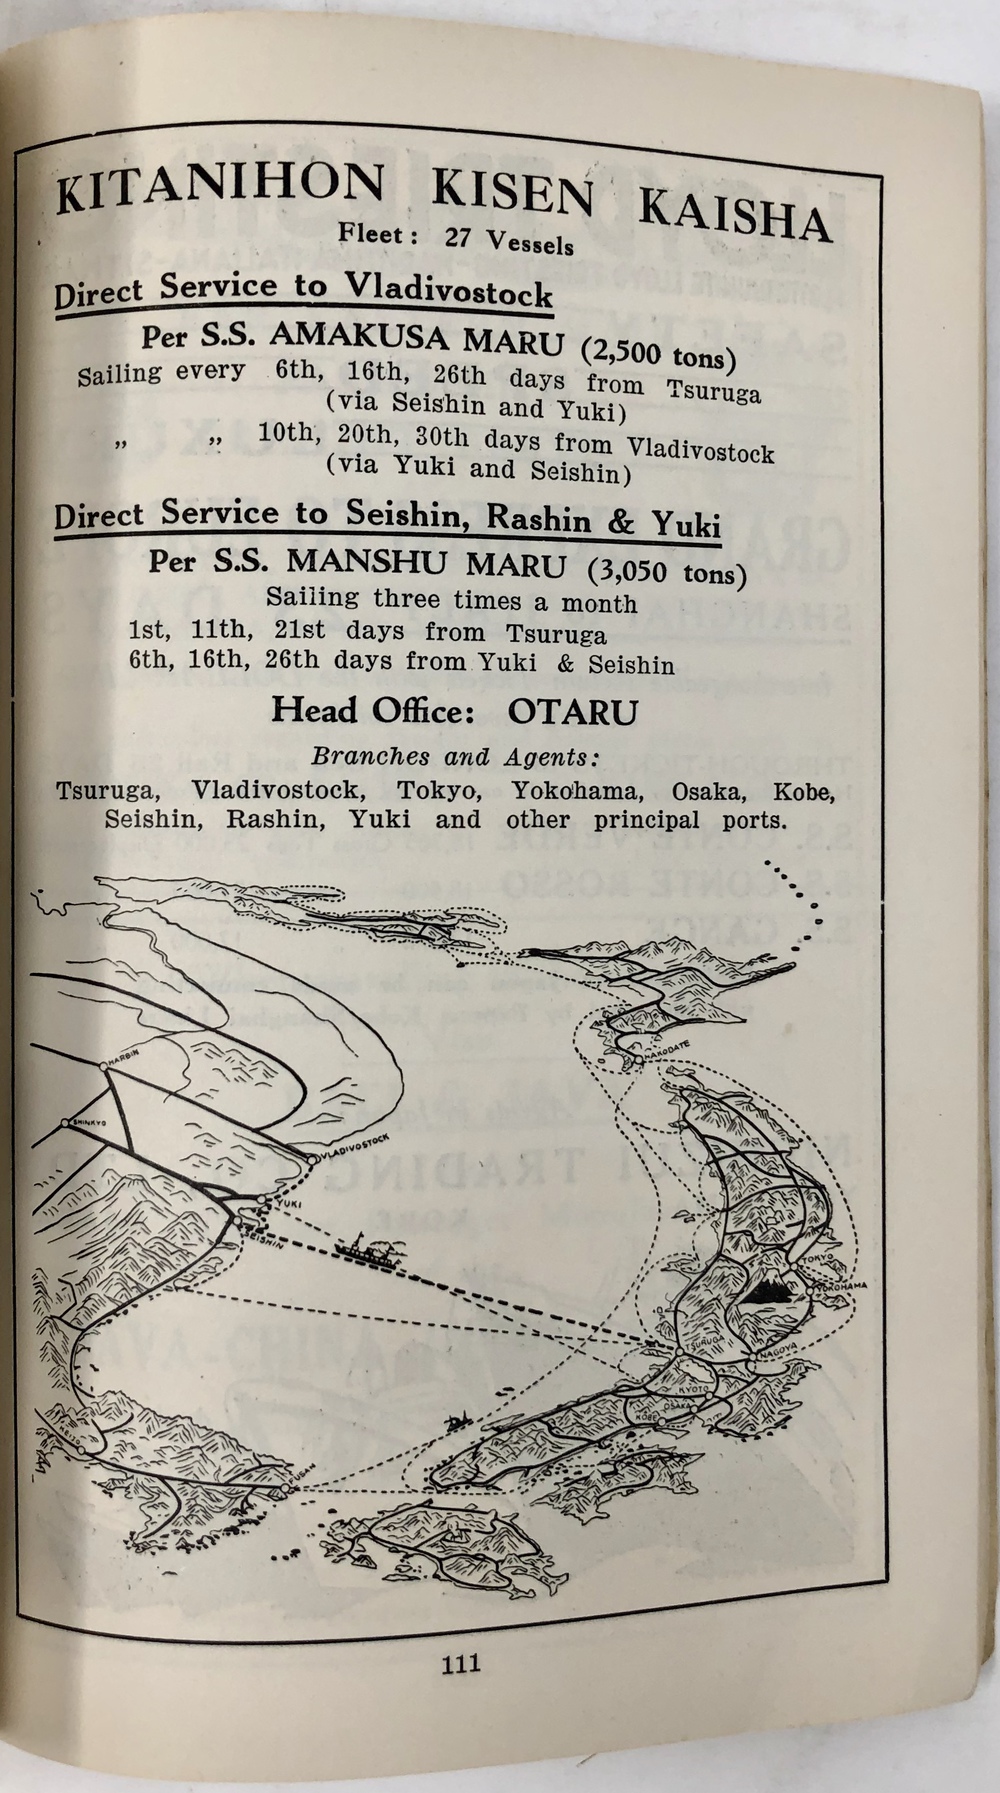 KITANIHON KISEN KAISHA
Fleet : 27 Vessels
Direct Service to Vladivostock
Per S.S. AMAKUSA MARU (2,500 tons)
Sailing every 6th, 16th, 26th days from Tsuruga
(via Seishin and Yuki)
„ „ 10th, 20th, 30th days from Vladivostock
(via Yuki and Seishin)
Direct Service to Seishin, Rashin & Yuki
Per S.S. MANSHU MARU (3,050 tons)
Sailing three times a month
1st, 11th, 21st days from Tsuruga
6th, 16th, 26th days from Yuki & Seishin
Head Office: OTARU
Branches and Agents:
Tsuruga, Vladivostock, Tokyo, Yokohama, Osaka, Kobe,
Seishin, Rashin, Yuki and other principal ports.
HARBIN
HAKODATE
SHINKYO
VLADIVOSTOCK
YUKI
SEISHIN
TOKYO
YOKOHAMA
TSURUGA
NAGOYA
KYOTO
OSAKA
KOBE
KEIJO
FUSAN
111